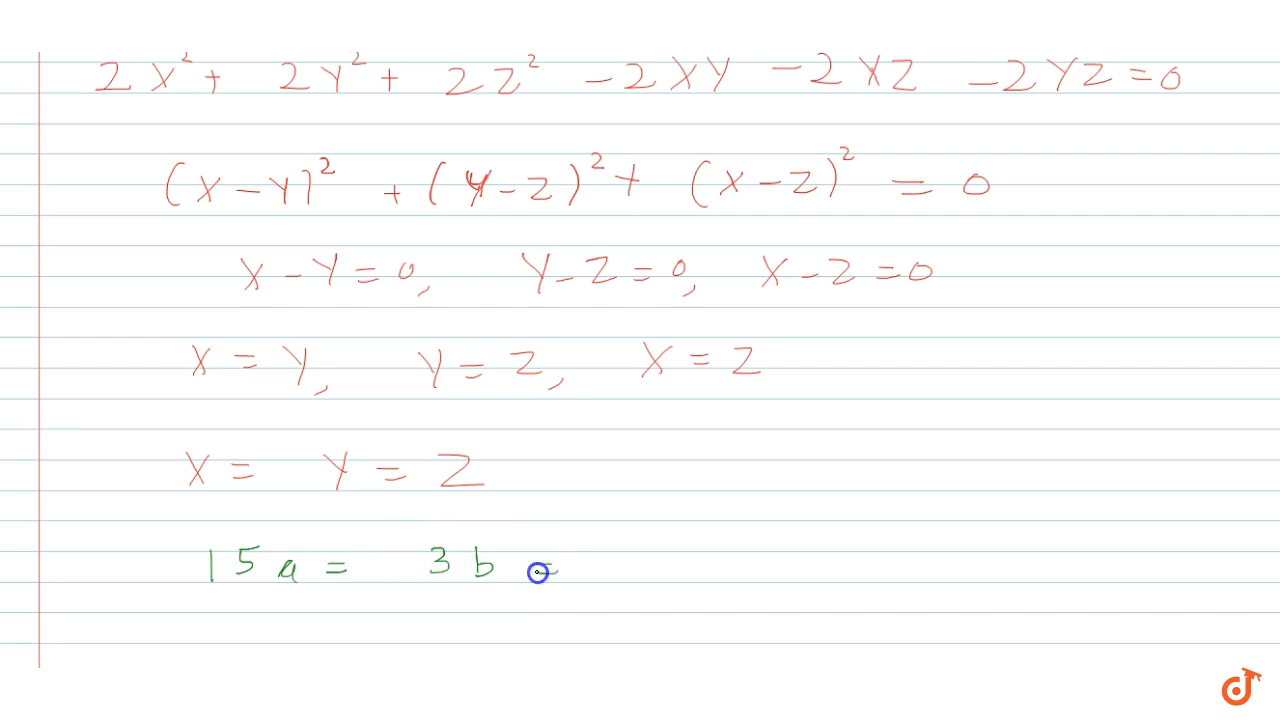 2X² + 2Y² + 2Z² - 2XY - 2XZ - 2YZ = 0
(X - Y)² + (Y - Z)² + (X - Z)² = 0
X - Y = 0, Y - Z = 0, X - Z = 0
X = Y, Y = Z, X = Z
X = Y = Z
15a = 3b =